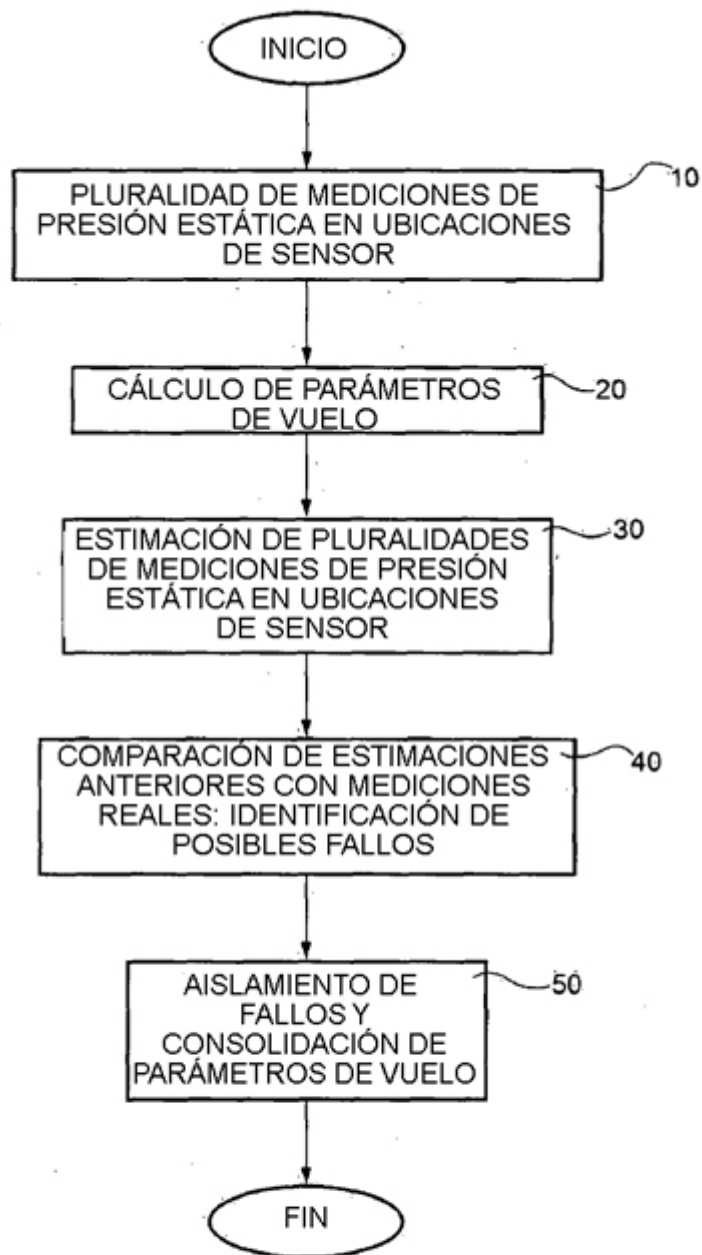 INICIO
PLURALIDAD DE MEDICIONES DE
PRESIÓN ESTÁTICA EN UBICACIONES
DE SENSOR
10
CÁLCULO DE PARÁMETROS
DE VUELO
20
ESTIMACIÓN DE PLURALIDADES
DE MEDICIONES DE PRESIÓN
ESTÁTICA EN UBICACIONES
DE SENSOR
30
COMPARACIÓN DE ESTIMACIONES
ANTERIORES CON MEDICIONES
REALES: IDENTIFICACIÓN DE
POSIBLES FALLOS
40
AISLAMIENTO DE
FALLOS Y
CONSOLIDACIÓN DE
PARÁMETROS DE VUELO
50
FIN